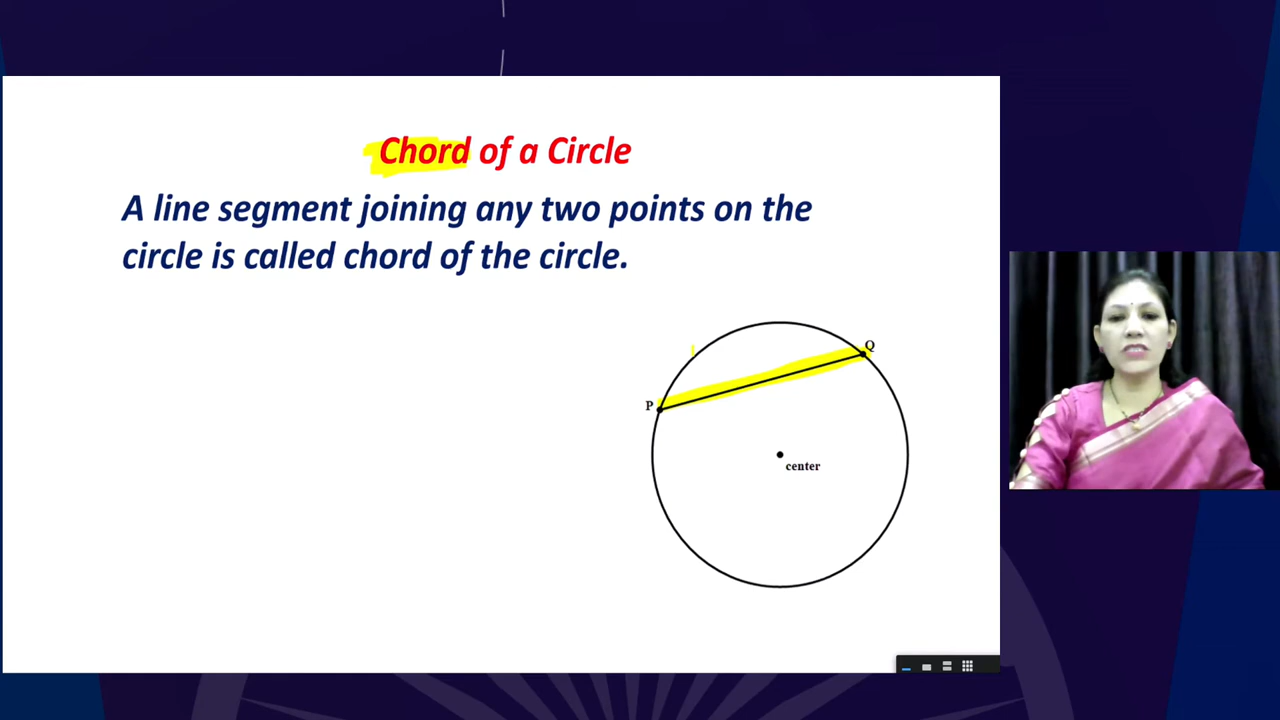 Chord of a Circle
A line segment joining any two points on the
circle is called chord of the circle.
Q
P
center